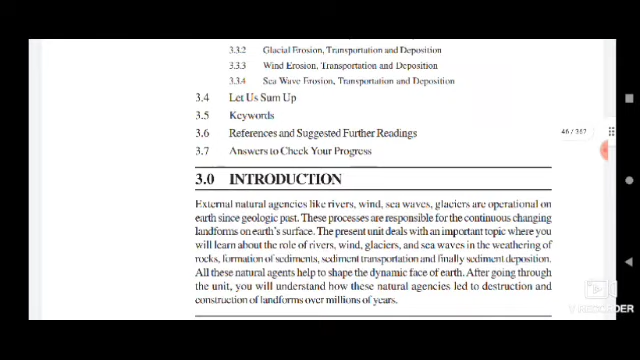 3.3.2 Glacial Erosion, Transportation and Deposition
3.3.3 Wind Erosion, Transportation and Deposition
3.3.4 Sea Wave Erosion, Transportation and Deposition
3.4 Let Us Sum Up
3.5 Keywords
3.6 References and Suggested Further Readings
46 / 367
3.7 Answers to Check Your Progress
3.0 INTRODUCTION
External natural agencies like rivers, wind, sea waves, glaciers are operational on
earth since geologic past. These processes are responsible for the continuous changing
landforms on earth's surface. The present unit deals with an important topic where you
will learn about the role of rivers, wind, glaciers, and sea waves in the weathering of
rocks, formation of sediments, sediment transportation and finally sediment deposition.
All these natural agents help to shape the dynamic face of earth. After going through
the unit, you will understand how these natural agencies led to destruction and
construction of landforms over millions of years.
V-RECORDER